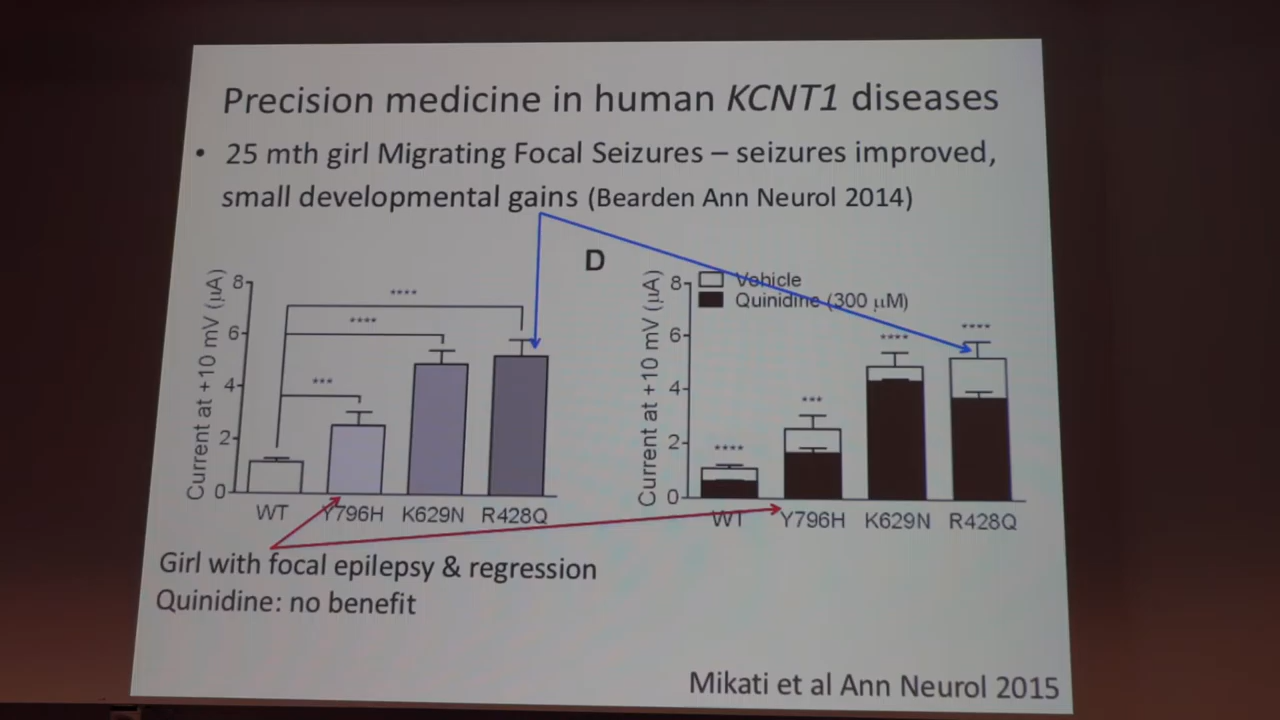 Precision medicine in human KCNT1 diseases
• 25 mth girl Migrating Focal Seizures – seizures improved,
small developmental gains (Bearden Ann Neurol 2014)
Current at +10 mV (μA)
8
6
4
2
0
****
****
***
WT Y796H K629N R428Q
D
Current at +10 mV (μA)
8
6
4
2
0
Vehicle
Quinidine (300 μM)
****
***
****
****
WT Y796H K629N R428Q
Girl with focal epilepsy & regression
Quinidine: no benefit
Mikati et al Ann Neurol 2015